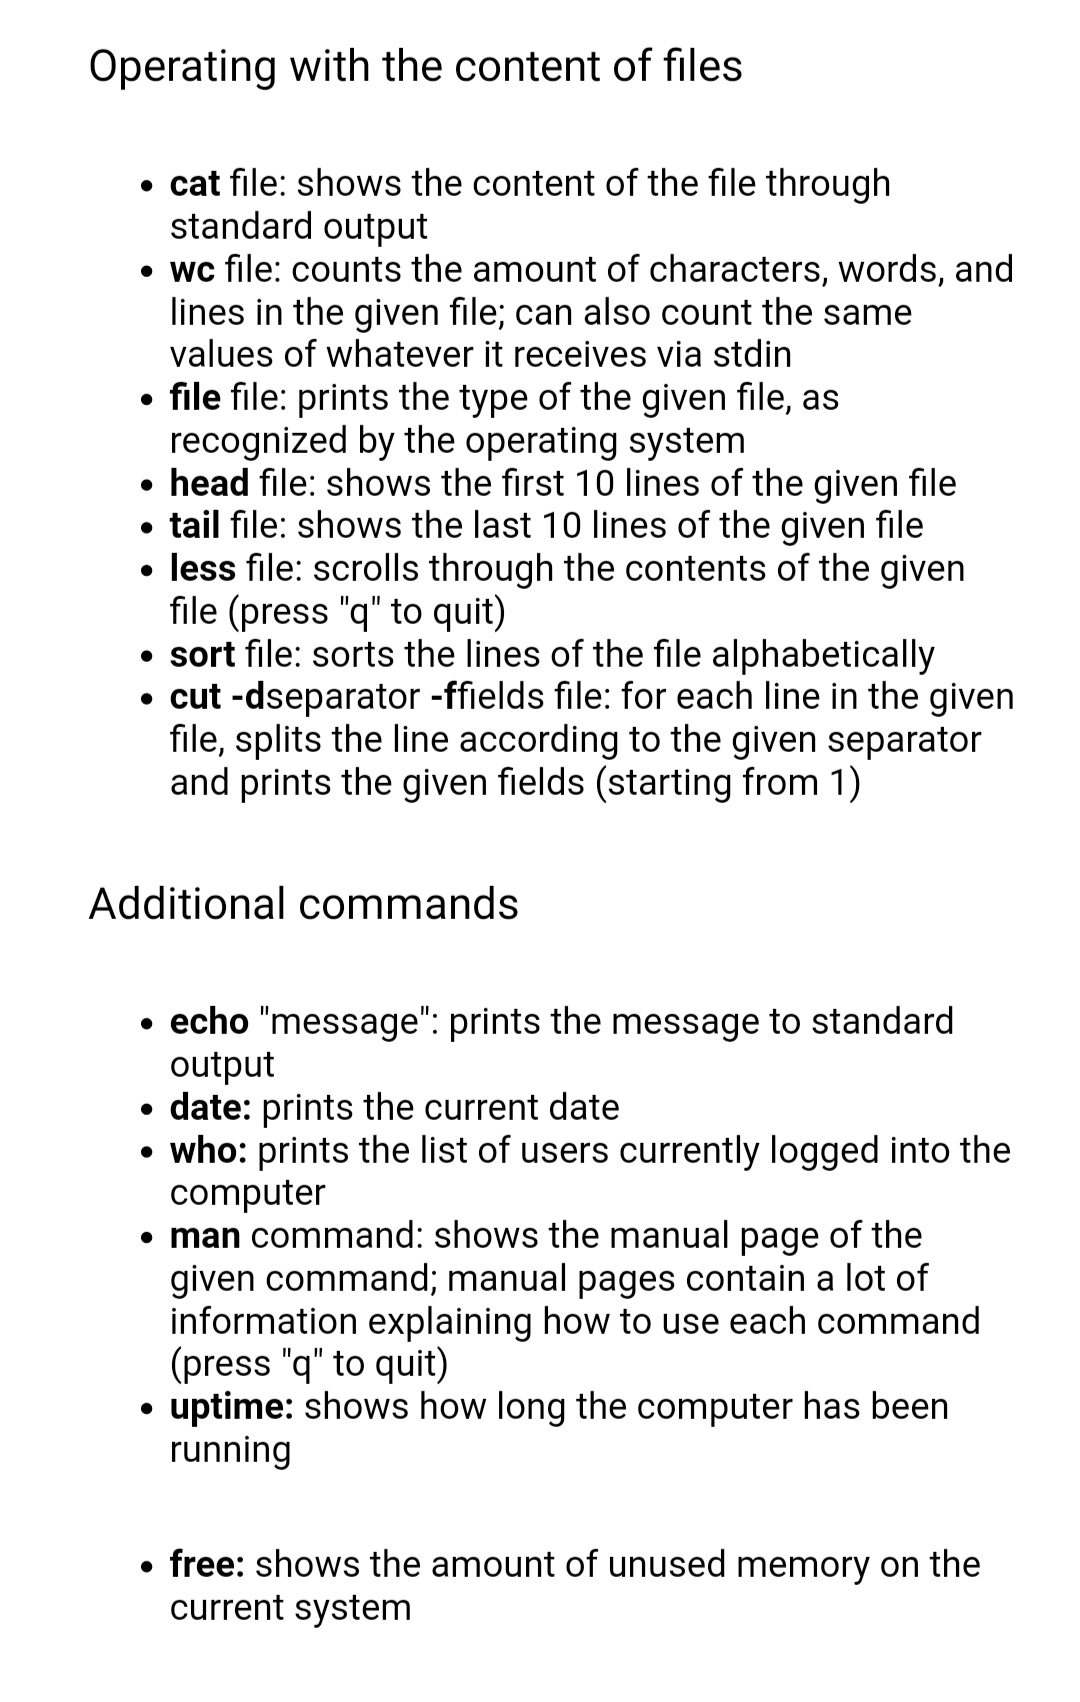 Operating with the content of files
• cat file: shows the content of the file through
standard output
• wc file: counts the amount of characters, words, and
lines in the given file; can also count the same
values of whatever it receives via stdin
• file file: prints the type of the given file, as
recognized by the operating system
• head file: shows the first 10 lines of the given file
• tail file: shows the last 10 lines of the given file
• less file: scrolls through the contents of the given
file (press "q" to quit)
• sort file: sorts the lines of the file alphabetically
• cut -dseparator -ffields file: for each line in the given
file, splits the line according to the given separator
and prints the given fields (starting from 1)
Additional commands
• echo "message": prints the message to standard
output
• date: prints the current date
• who: prints the list of users currently logged into the
computer
• man command: shows the manual page of the
given command; manual pages contain a lot of
information explaining how to use each command
(press "q" to quit)
• uptime: shows how long the computer has been
running
• free: shows the amount of unused memory on the
current system